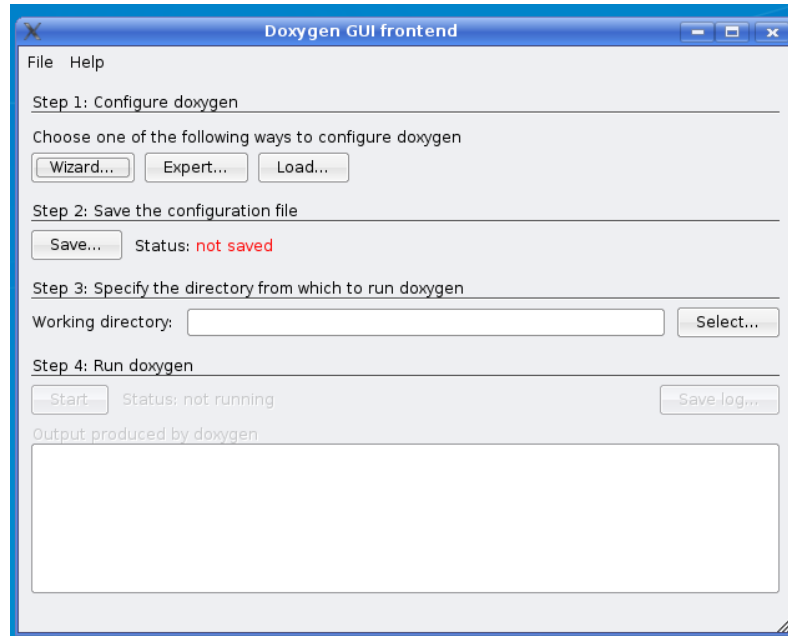 Doxygen GUI frontend
File Help
Step 1: Configure doxygen
Choose one of the following ways to configure doxygen
Wizard... Expert... Load...
Step 2: Save the configuration file
Save... Status: not saved
Step 3: Specify the directory from which to run doxygen
Working directory: Select...
Step 4: Run doxygen
Start Status: not running Save log...
Output produced by doxygen